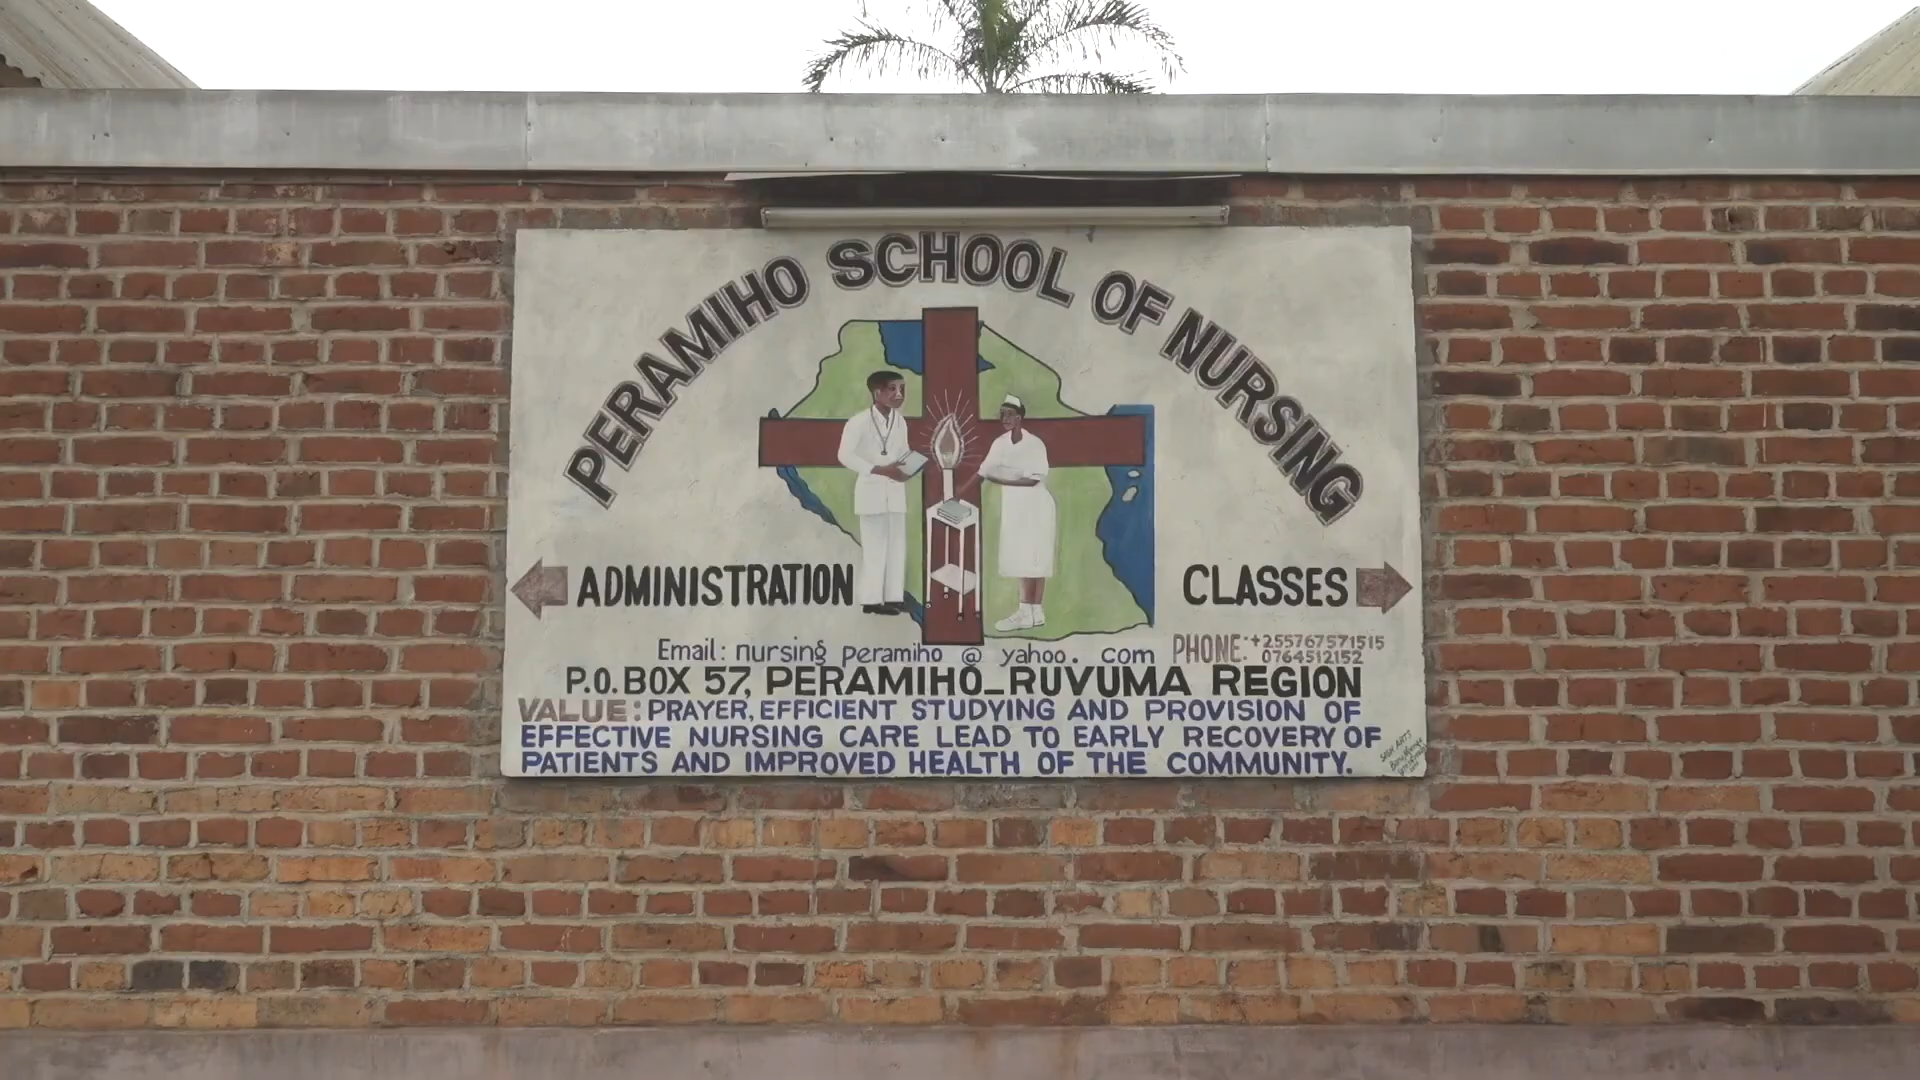 PERAMIHO SCHOOL OF NURSING
ADMINISTRATION
CLASSES
Email: nursing peramiho @ yahoo. com
PHONE: +255767571515
0764512152
P.O. BOX 57, PERAMIHO_RUVUMA REGION
VALUE: PRAYER, EFFICIENT STUDYING AND PROVISION OF
EFFECTIVE NURSING CARE LEAD TO EARLY RECOVERY OF
PATIENTS AND IMPROVED HEALTH OF THE COMMUNITY.
ARTS